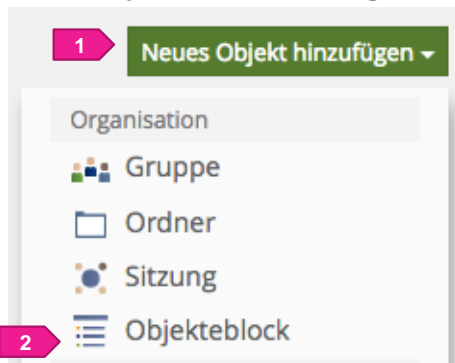 1 Neues Objekt hinzufügen
Organisation
Gruppe
Ordner
Sitzung
2 Objekteblock